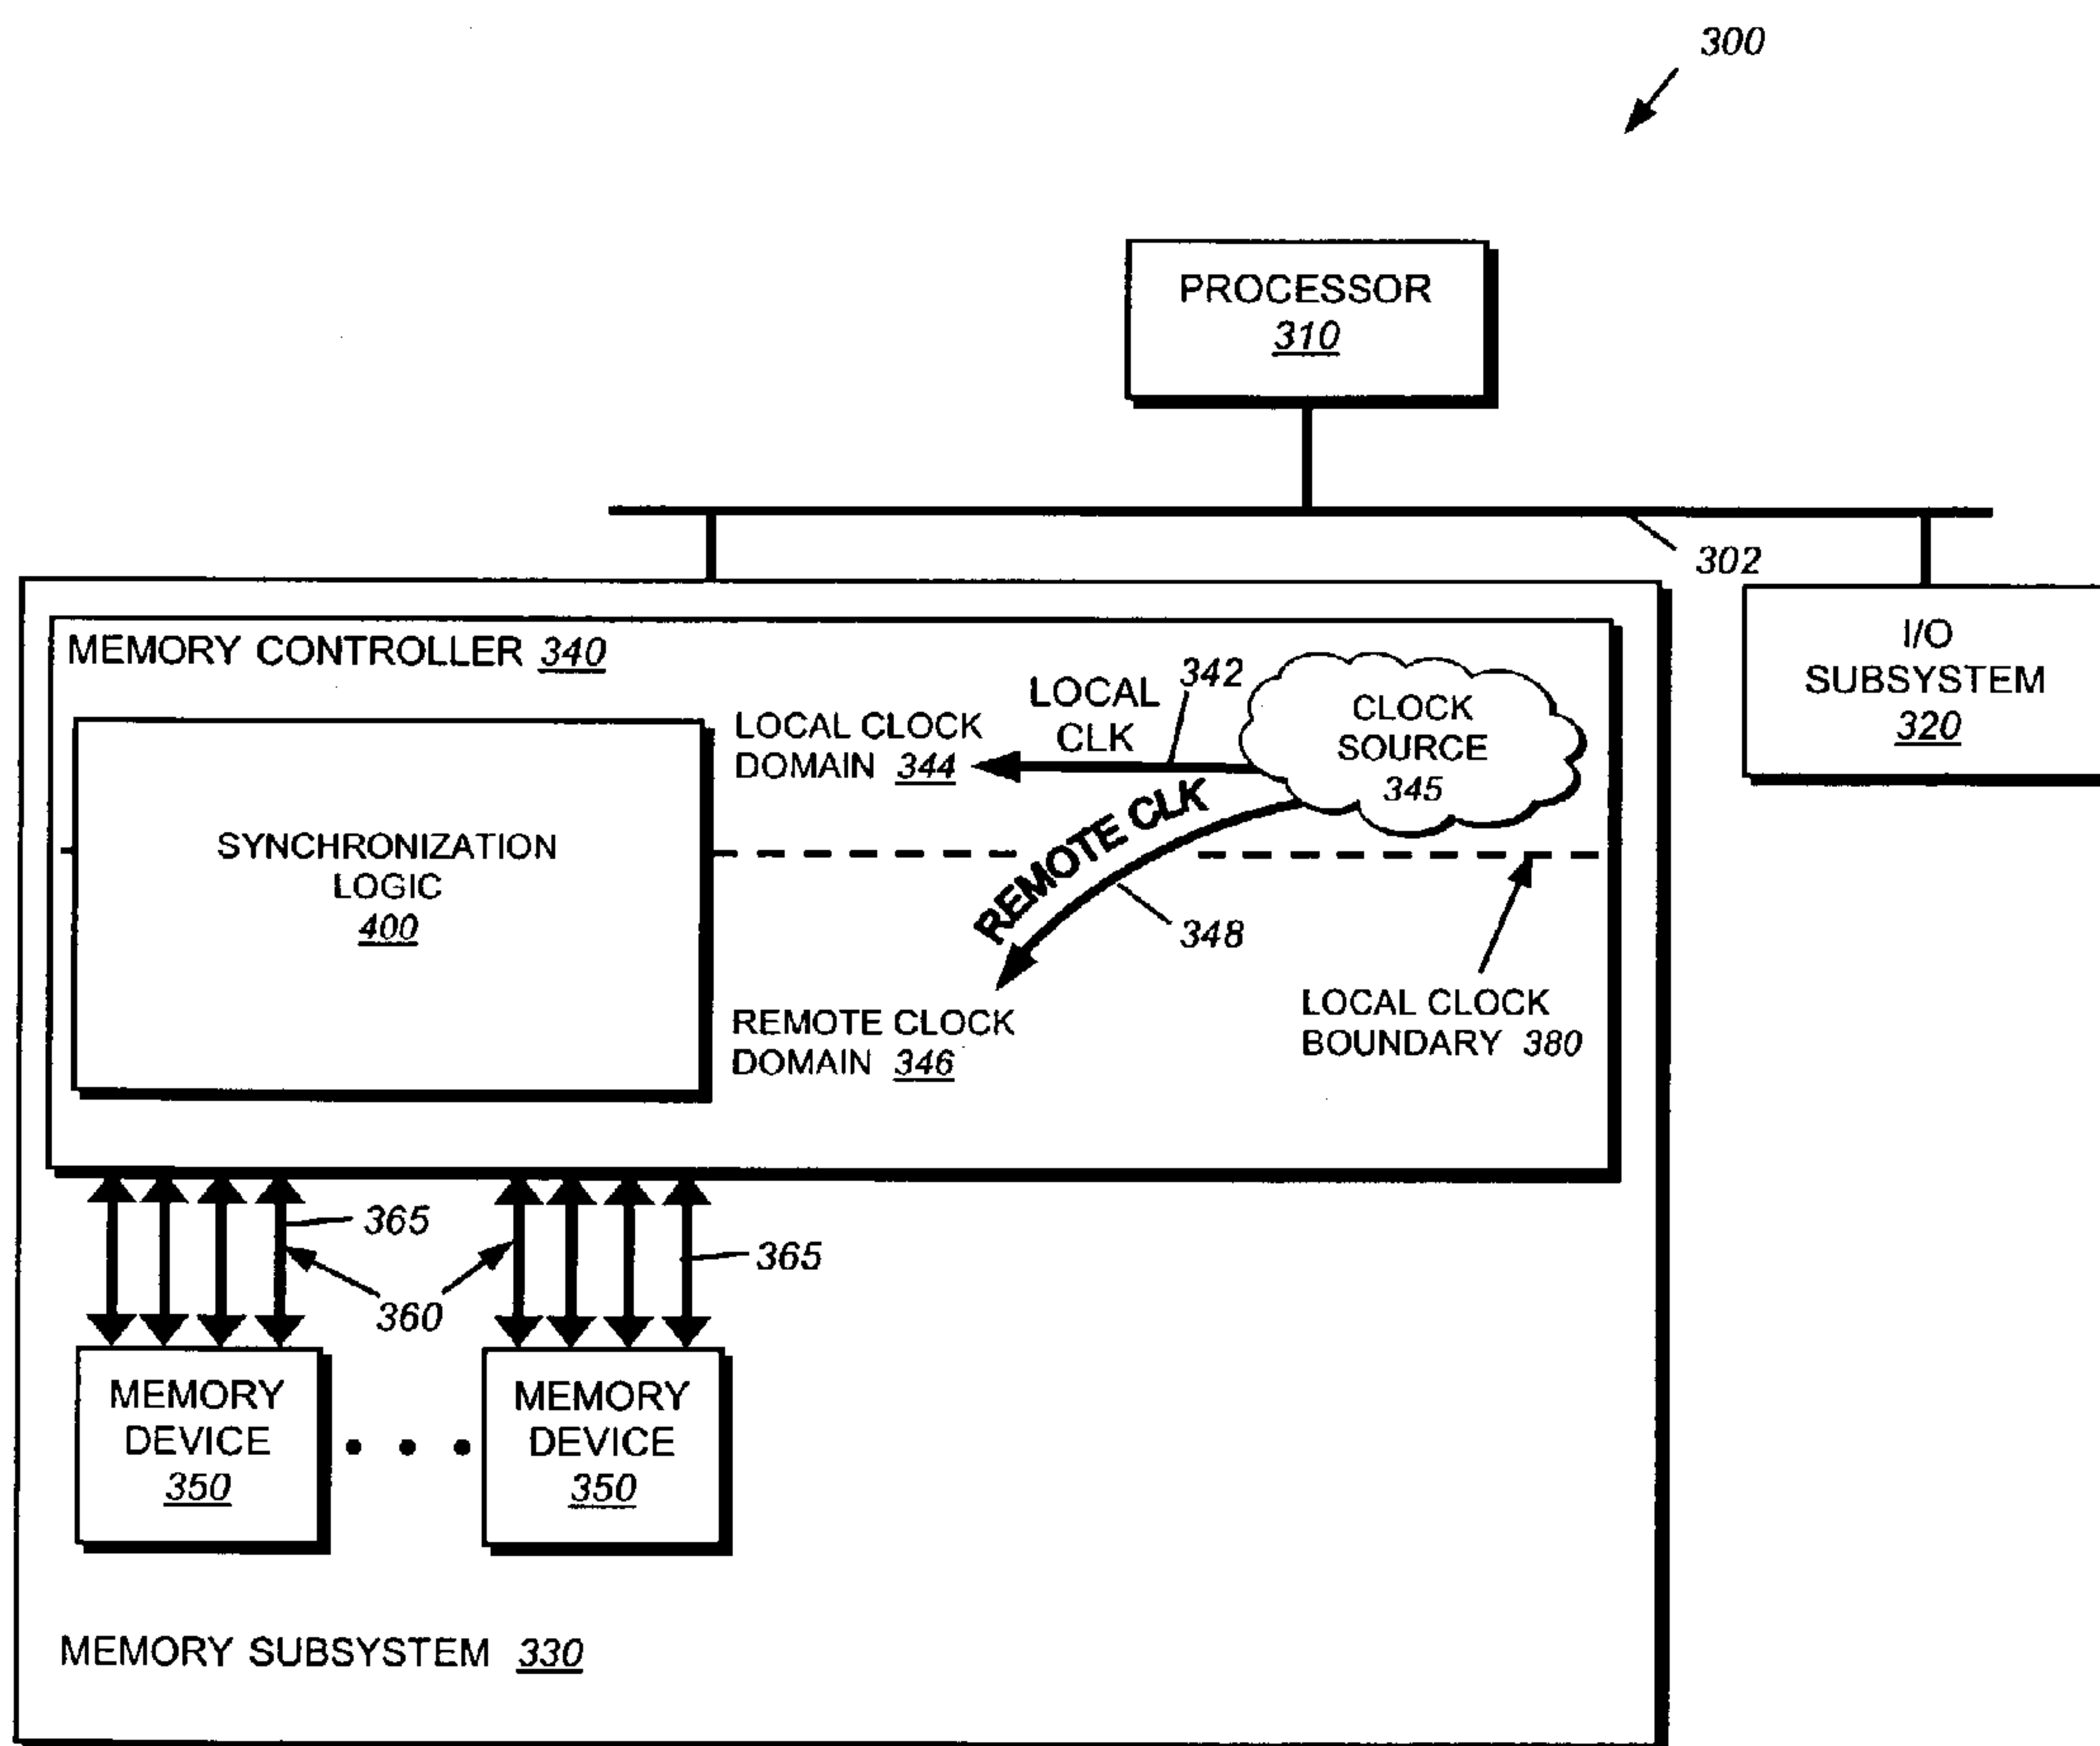 300
PROCESSOR
310
302
MEMORY CONTROLLER 340
LOCAL CLOCK
DOMAIN 344
LOCAL
CLK
342
CLOCK
SOURCE
345
I/O
SUBSYSTEM
320
SYNCHRONIZATION
LOGIC
400
REMOTE CLK
348
REMOTE CLOCK
DOMAIN 346
LOCAL CLOCK
BOUNDARY 380
365
360
365
MEMORY
DEVICE
350
MEMORY
DEVICE
350
MEMORY SUBSYSTEM 330